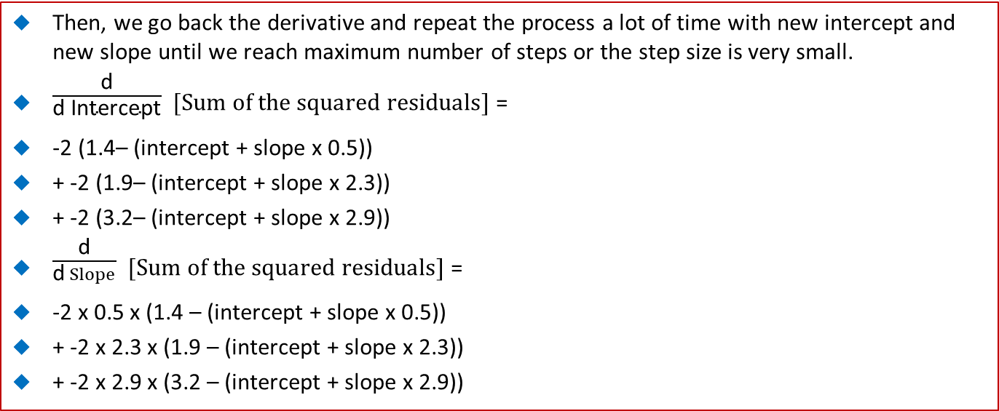 ◆ Then, we go back the derivative and repeat the process a lot of time with new intercept and
new slope until we reach maximum number of steps or the step size is very small.
◆ d
d Intercept [Sum of the squared residuals] =
◆ -2 (1.4– (intercept + slope x 0.5))
◆ + -2 (1.9– (intercept + slope x 2.3))
◆ + -2 (3.2– (intercept + slope x 2.9))
◆ d
d Slope [Sum of the squared residuals] =
◆ -2 x 0.5 x (1.4 – (intercept + slope x 0.5))
◆ + -2 x 2.3 x (1.9 – (intercept + slope x 2.3))
◆ + -2 x 2.9 x (3.2 – (intercept + slope x 2.9))